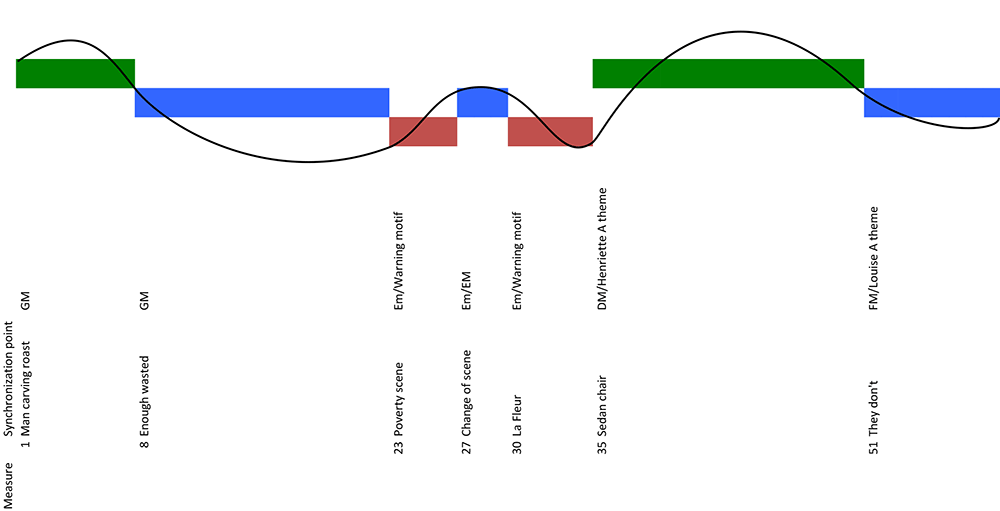 Measure Synchronization point
1 Man carving roast GM
8 Enough wasted GM
23 Poverty scene Em/Warning motif
27 Change of scene Em/EM
30 La Fleur Em/Warning motif
35 Sedan chair DM/Henriette A theme
51 They don't FM/Louise A theme